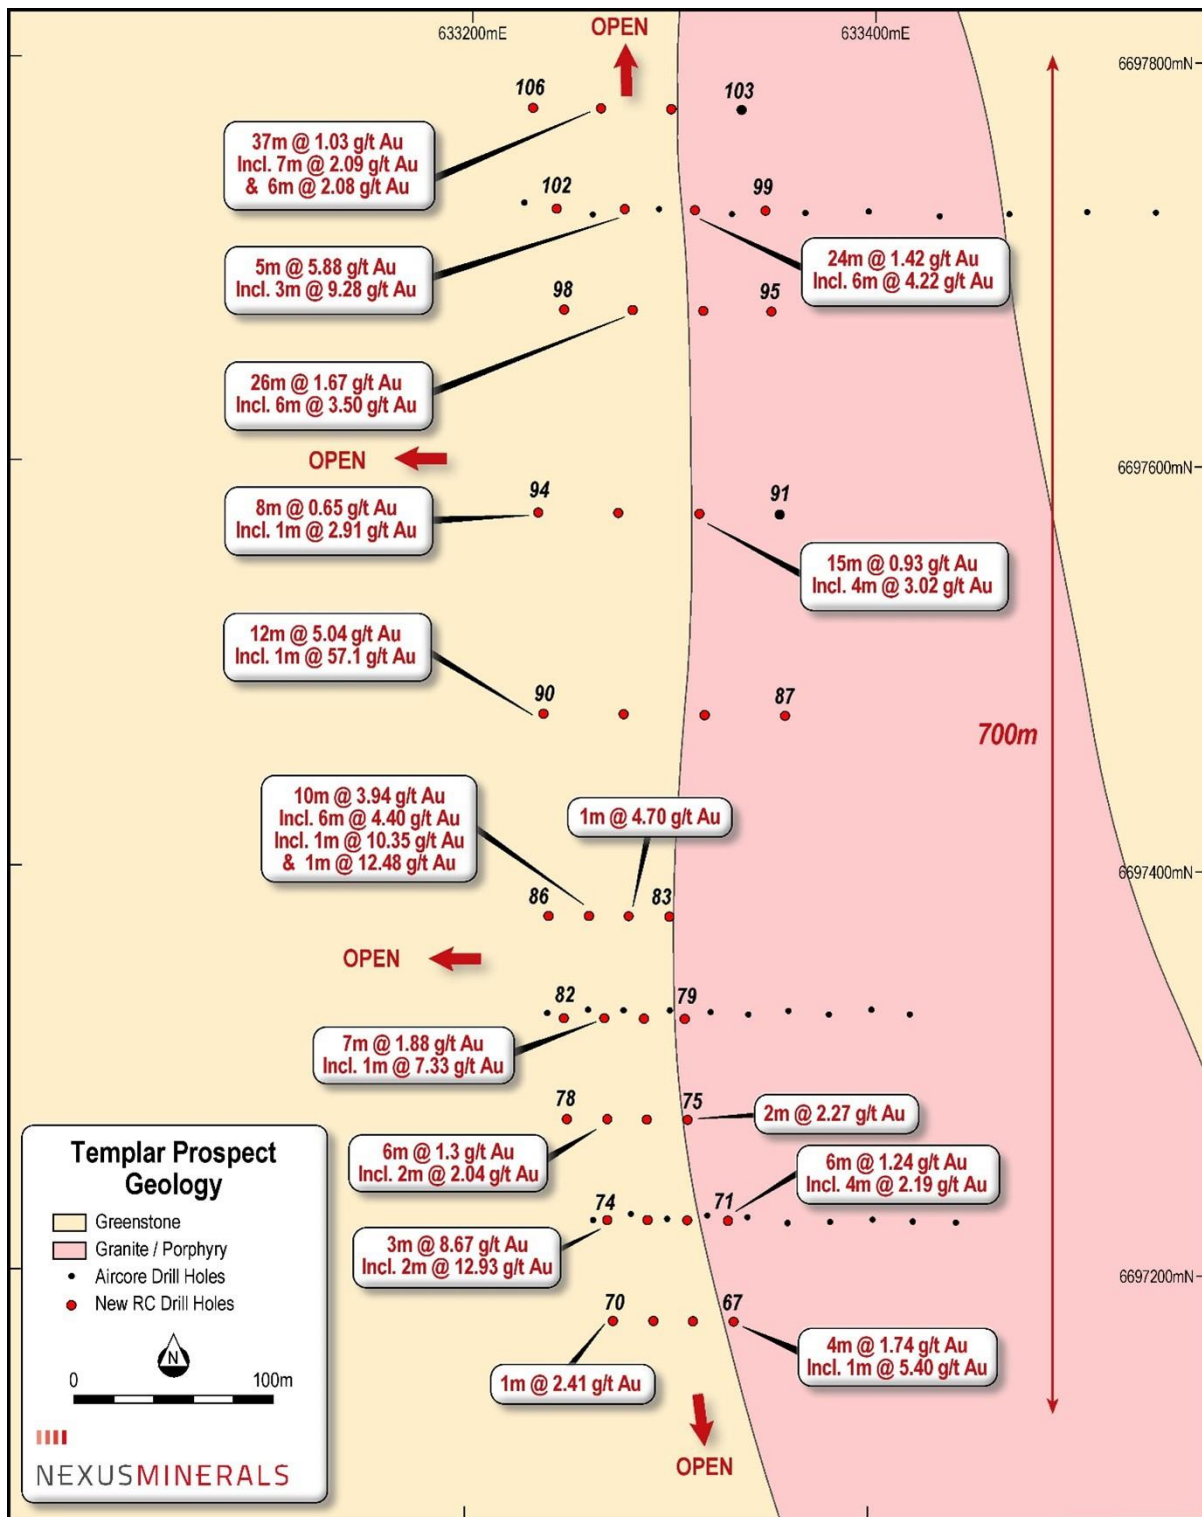 OPEN
633200mE
633400mE
6697800mN
106
103
37m @ 1.03 g/t Au
Incl. 7m @ 2.09 g/t Au
& 6m @ 2.08 g/t Au
102
99
5m @ 5.88 g/t Au
Incl. 3m @ 9.28 g/t Au
24m @ 1.42 g/t Au
Incl. 6m @ 4.22 g/t Au
98
95
26m @ 1.67 g/t Au
Incl. 6m @ 3.50 g/t Au
OPEN
6697600mN
94
91
8m @ 0.65 g/t Au
Incl. 1m @ 2.91 g/t Au
15m @ 0.93 g/t Au
Incl. 4m @ 3.02 g/t Au
12m @ 5.04 g/t Au
Incl. 1m @ 57.1 g/t Au
90
87
700m
10m @ 3.94 g/t Au
Incl. 6m @ 4.40 g/t Au
Incl. 1m @ 10.35 g/t Au
& 1m @ 12.48 g/t Au
1m @ 4.70 g/t Au
6697400mN
86
83
OPEN
82
79
7m @ 1.88 g/t Au
Incl. 1m @ 7.33 g/t Au
78
75
2m @ 2.27 g/t Au
6m @ 1.3 g/t Au
Incl. 2m @ 2.04 g/t Au
6m @ 1.24 g/t Au
Incl. 4m @ 2.19 g/t Au
74
71
3m @ 8.67 g/t Au
Incl. 2m @ 12.93 g/t Au
6697200mN
70
67
4m @ 1.74 g/t Au
Incl. 1m @ 5.40 g/t Au
1m @ 2.41 g/t Au
OPEN
Templar Prospect
Geology
Greenstone
Granite / Porphyry
Aircore Drill Holes
New RC Drill Holes
N
0 100m
NEXUSMINERALS